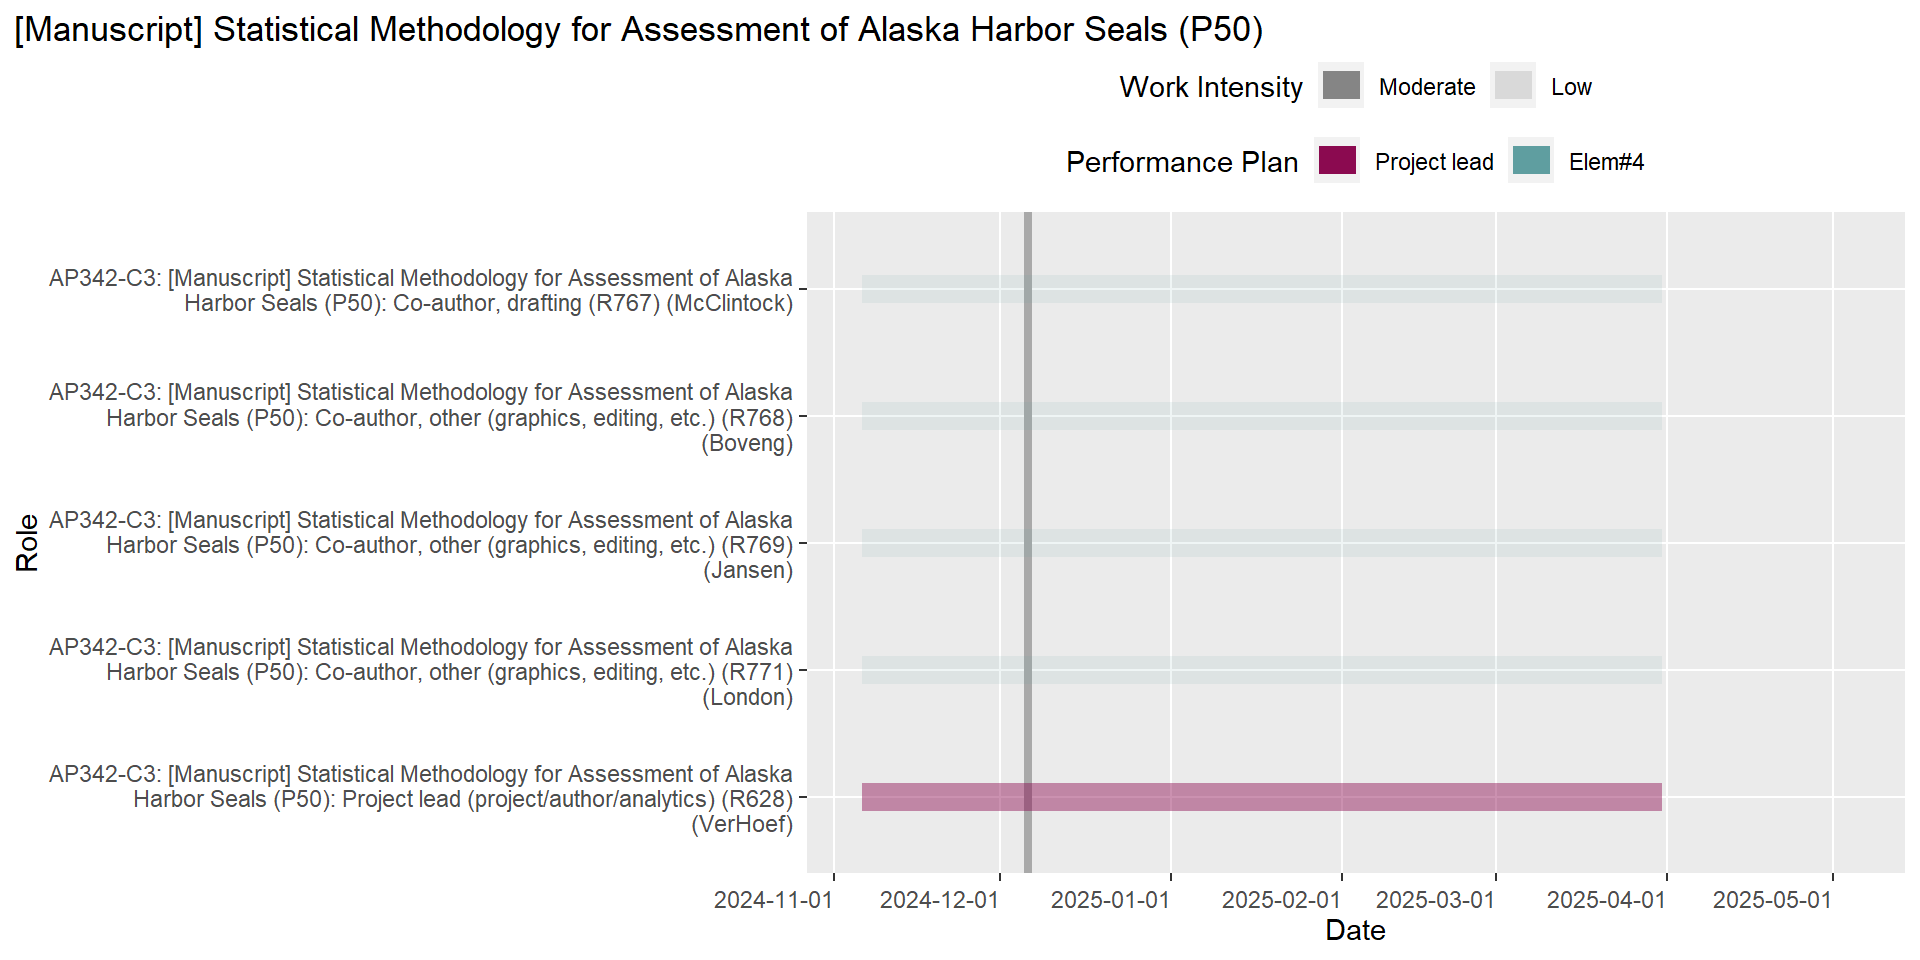 [Manuscript] Statistical Methodology for Assessment of Alaska Harbor Seals (P50)
Work Intensity Moderate Low
Performance Plan Project lead Elem#4
Role
AP342-C3: [Manuscript] Statistical Methodology for Assessment of Alaska
Harbor Seals (P50): Co-author, drafting (R767) (McClintock)
AP342-C3: [Manuscript] Statistical Methodology for Assessment of Alaska
Harbor Seals (P50): Co-author, other (graphics, editing, etc.) (R768)
(Boveng)
AP342-C3: [Manuscript] Statistical Methodology for Assessment of Alaska
Harbor Seals (P50): Co-author, other (graphics, editing, etc.) (R769)
(Jansen)
AP342-C3: [Manuscript] Statistical Methodology for Assessment of Alaska
Harbor Seals (P50): Co-author, other (graphics, editing, etc.) (R771)
(London)
AP342-C3: [Manuscript] Statistical Methodology for Assessment of Alaska
Harbor Seals (P50): Project lead (project/author/analytics) (R628)
(VerHoef)
2024-11-01 2024-12-01 2025-01-01 2025-02-01 2025-03-01 2025-04-01 2025-05-01
Date